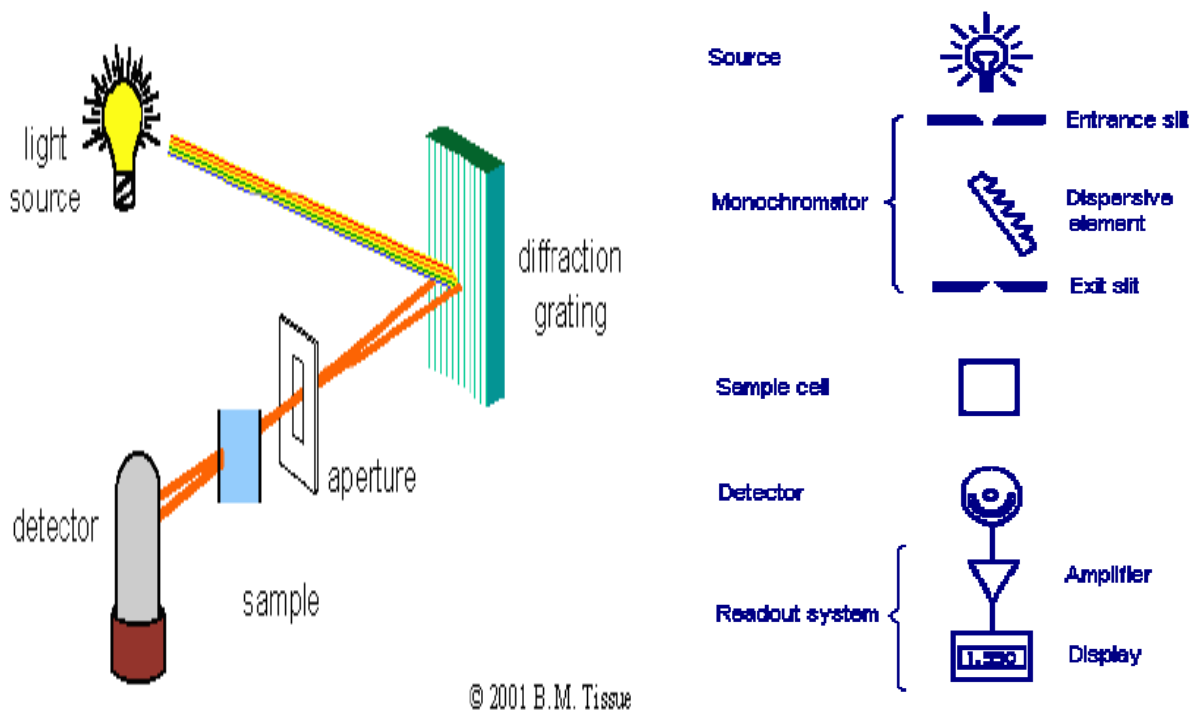 light
source
diffraction
grating
aperture
detector
sample
© 2001 B.M. Tissue
Source
Entrance slit
Monochromator
Dispersive
element
Exit slit
Sample cell
Detector
Amplifier
Readout system
Display